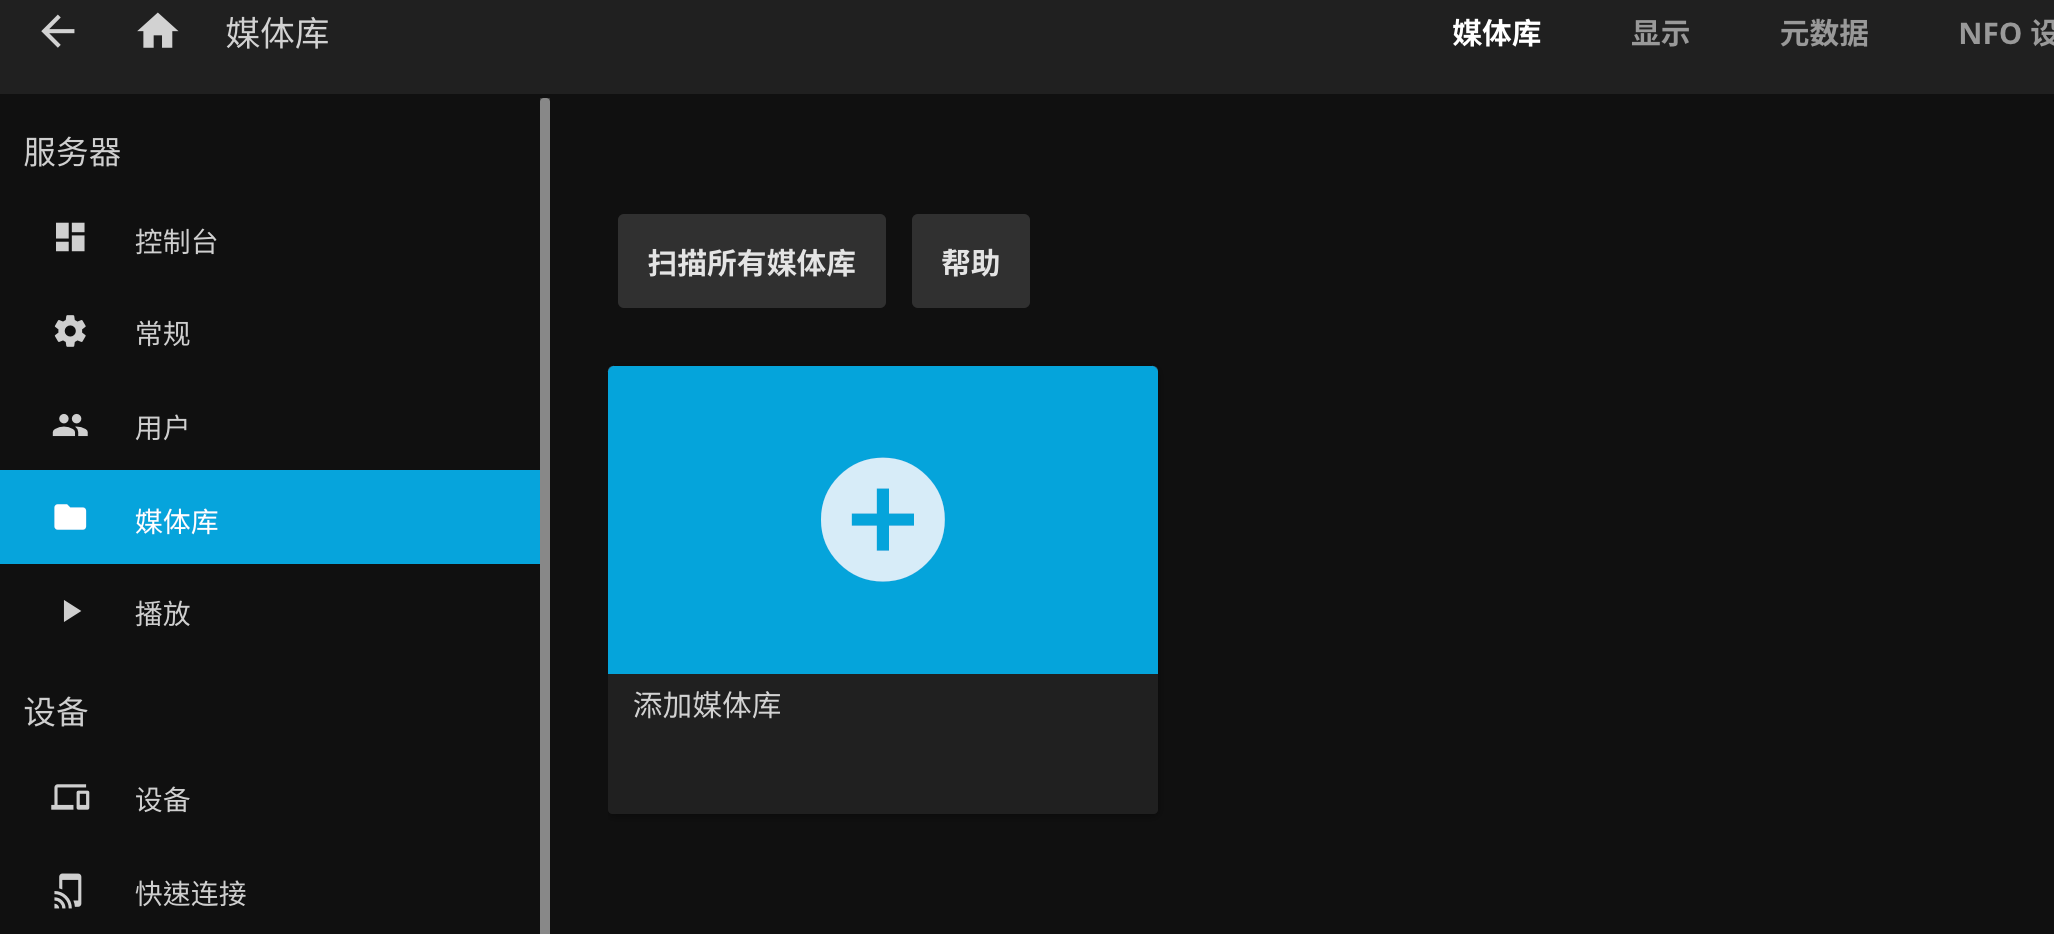 媒体库
媒体库 显示 元数据 NFO
服务器
控制台
常规
用户
媒体库
播放
设备
设备
快速连接
扫描所有媒体库 帮助
添加媒体库